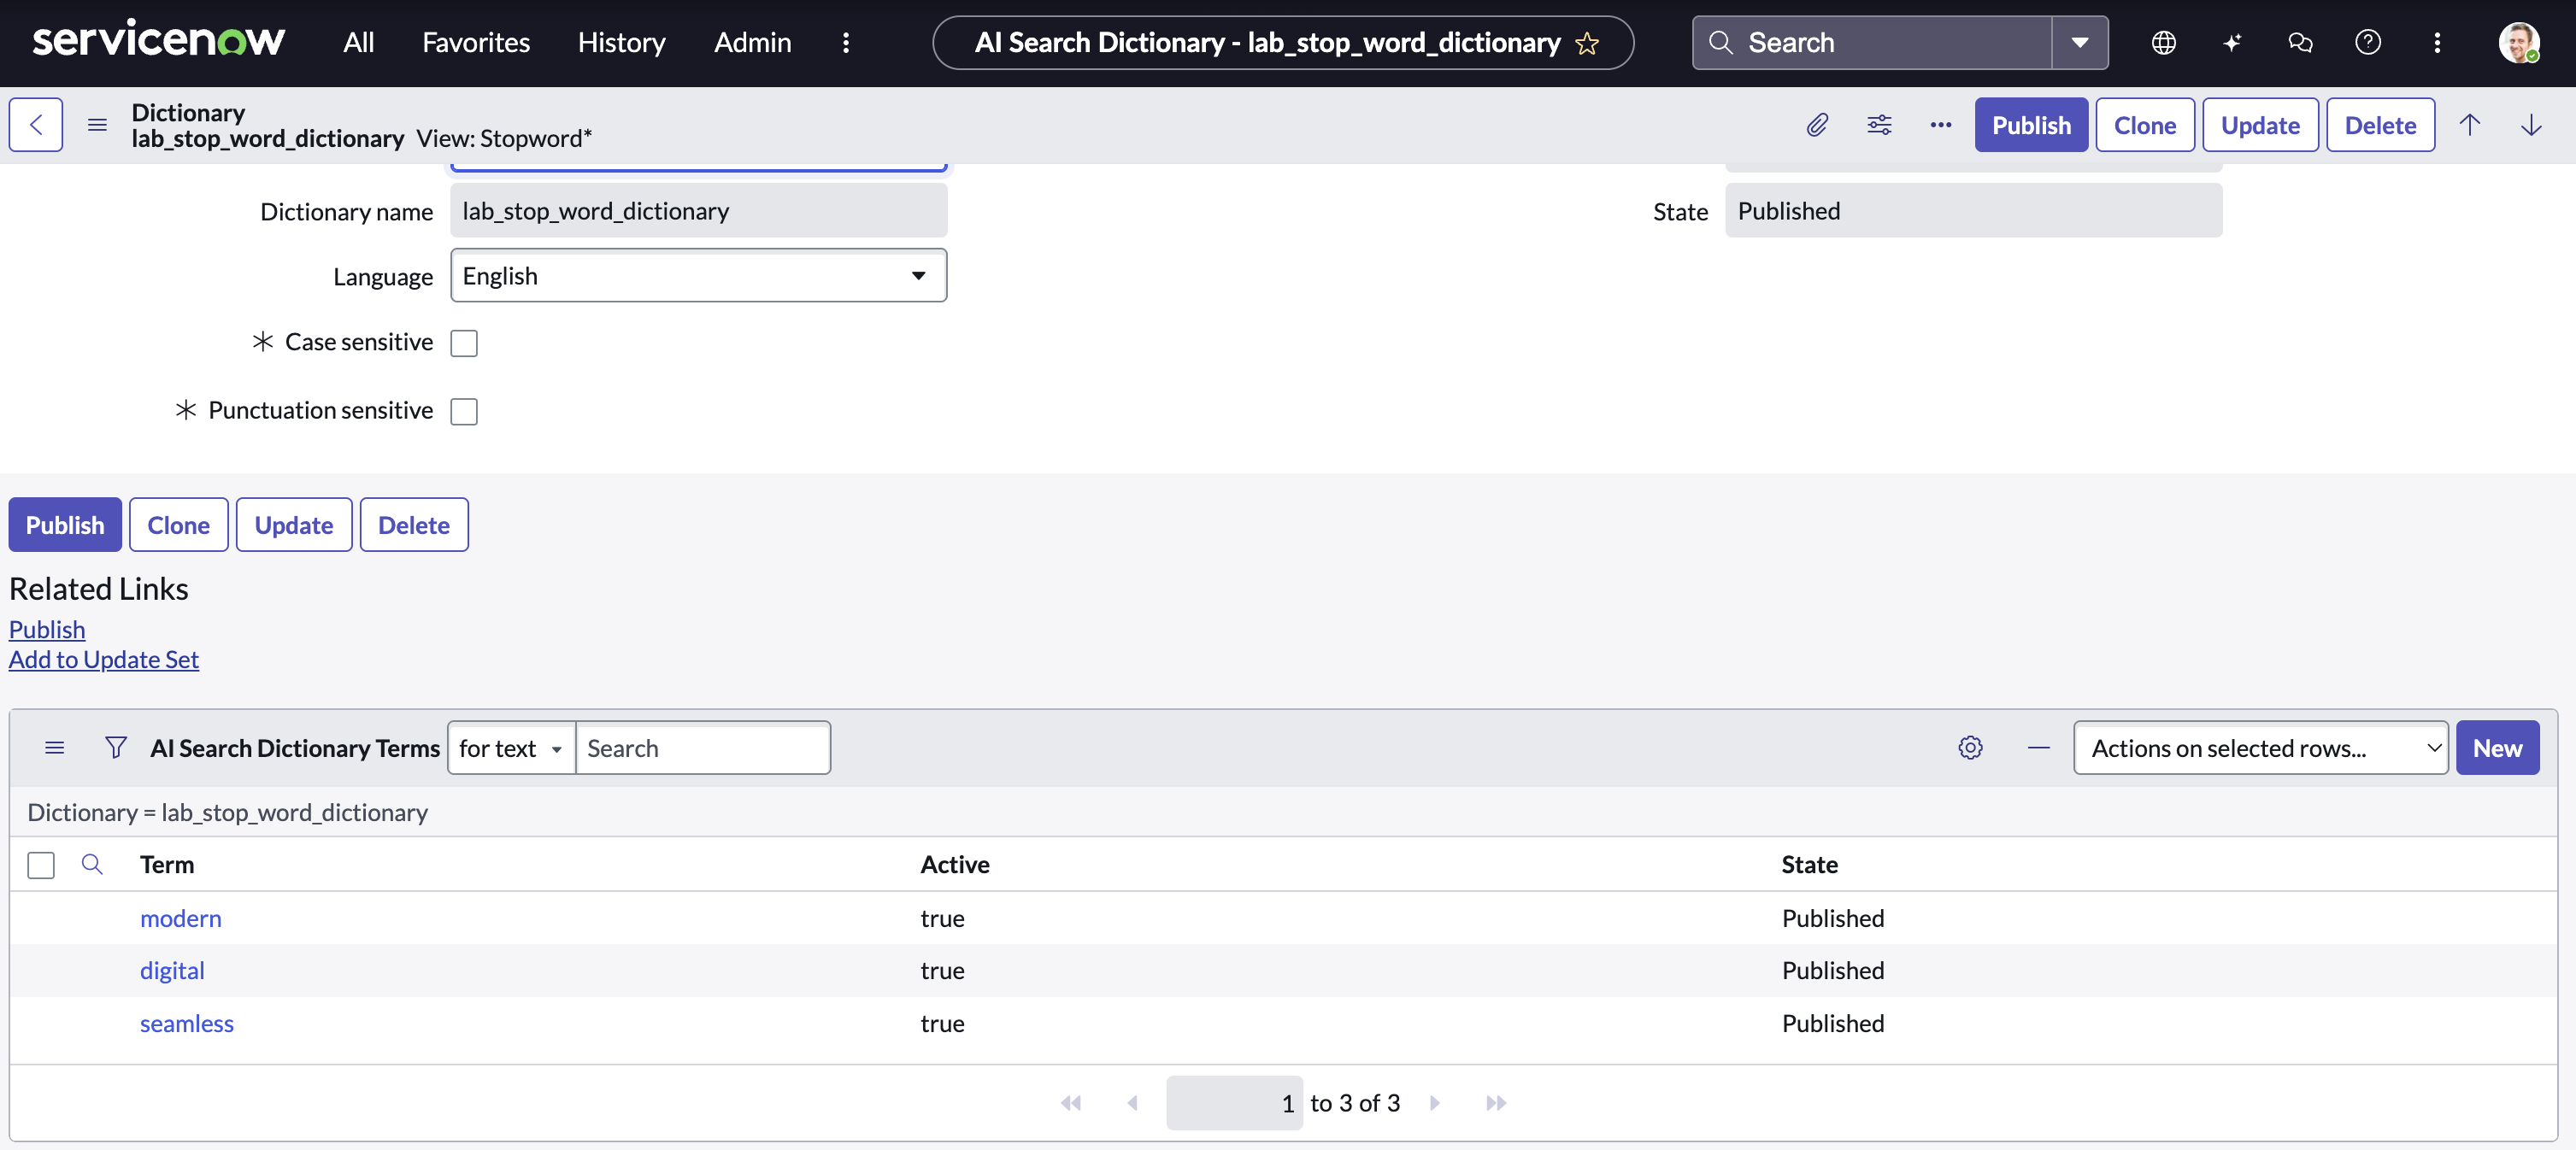 servicenow All Favorites History Admin AI Search Dictionary - lab_stop_word_dictionary Search
Dictionary
lab_stop_word_dictionary View: Stopword*
Publish Clone Update Delete
Dictionary name lab_stop_word_dictionary State Published
Language English
Case sensitive
Punctuation sensitive
Publish Clone Update Delete
Related Links
Publish
Add to Update Set
AI Search Dictionary Terms for text Search Actions on selected rows... New
Dictionary = lab_stop_word_dictionary
Term Active State
modern true Published
digital true Published
seamless true Published
1 to 3 of 3